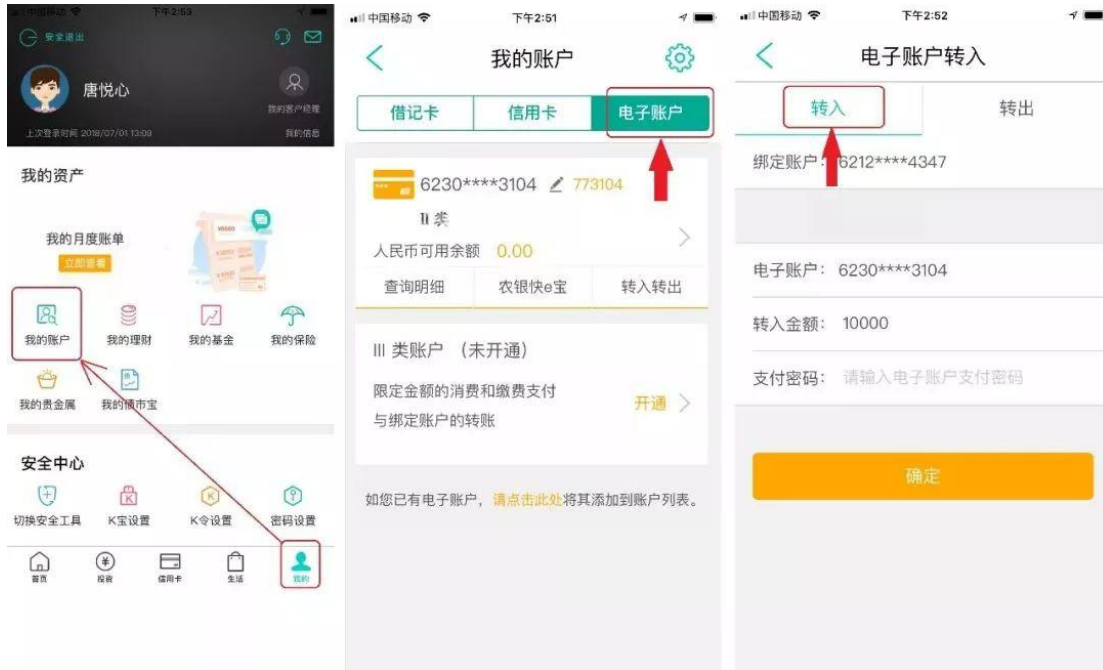 中国移动 下午2:53
安全退出
唐悦心
我的客户经理
上次登录时间 2018/07/01 13:09 我的信息
我的资产
我的月度账单
立即查看
我的账户 我的理财 我的基金 我的保险
我的贵金属 我的债市宝
安全中心
切换安全工具 K宝设置 K令设置 密码设置
首页 投资 信用卡 生活 我的
中国移动 下午2:51
我的账户
借记卡 信用卡 电子账户
6230****3104 773104
II 类
人民币可用余额 0.00
查询明细 农银快e宝 转入转出
III 类账户 (未开通)
限定金额的消费和缴费支付
与绑定账户的转账
开通
如您已有电子账户，请点击此处将其添加到账户列表。
中国移动 下午2:52
电子账户转入
转入 转出
绑定账户: 6212****4347
电子账户: 6230****3104
转入金额: 10000
支付密码: 请输入电子账户支付密码
确定